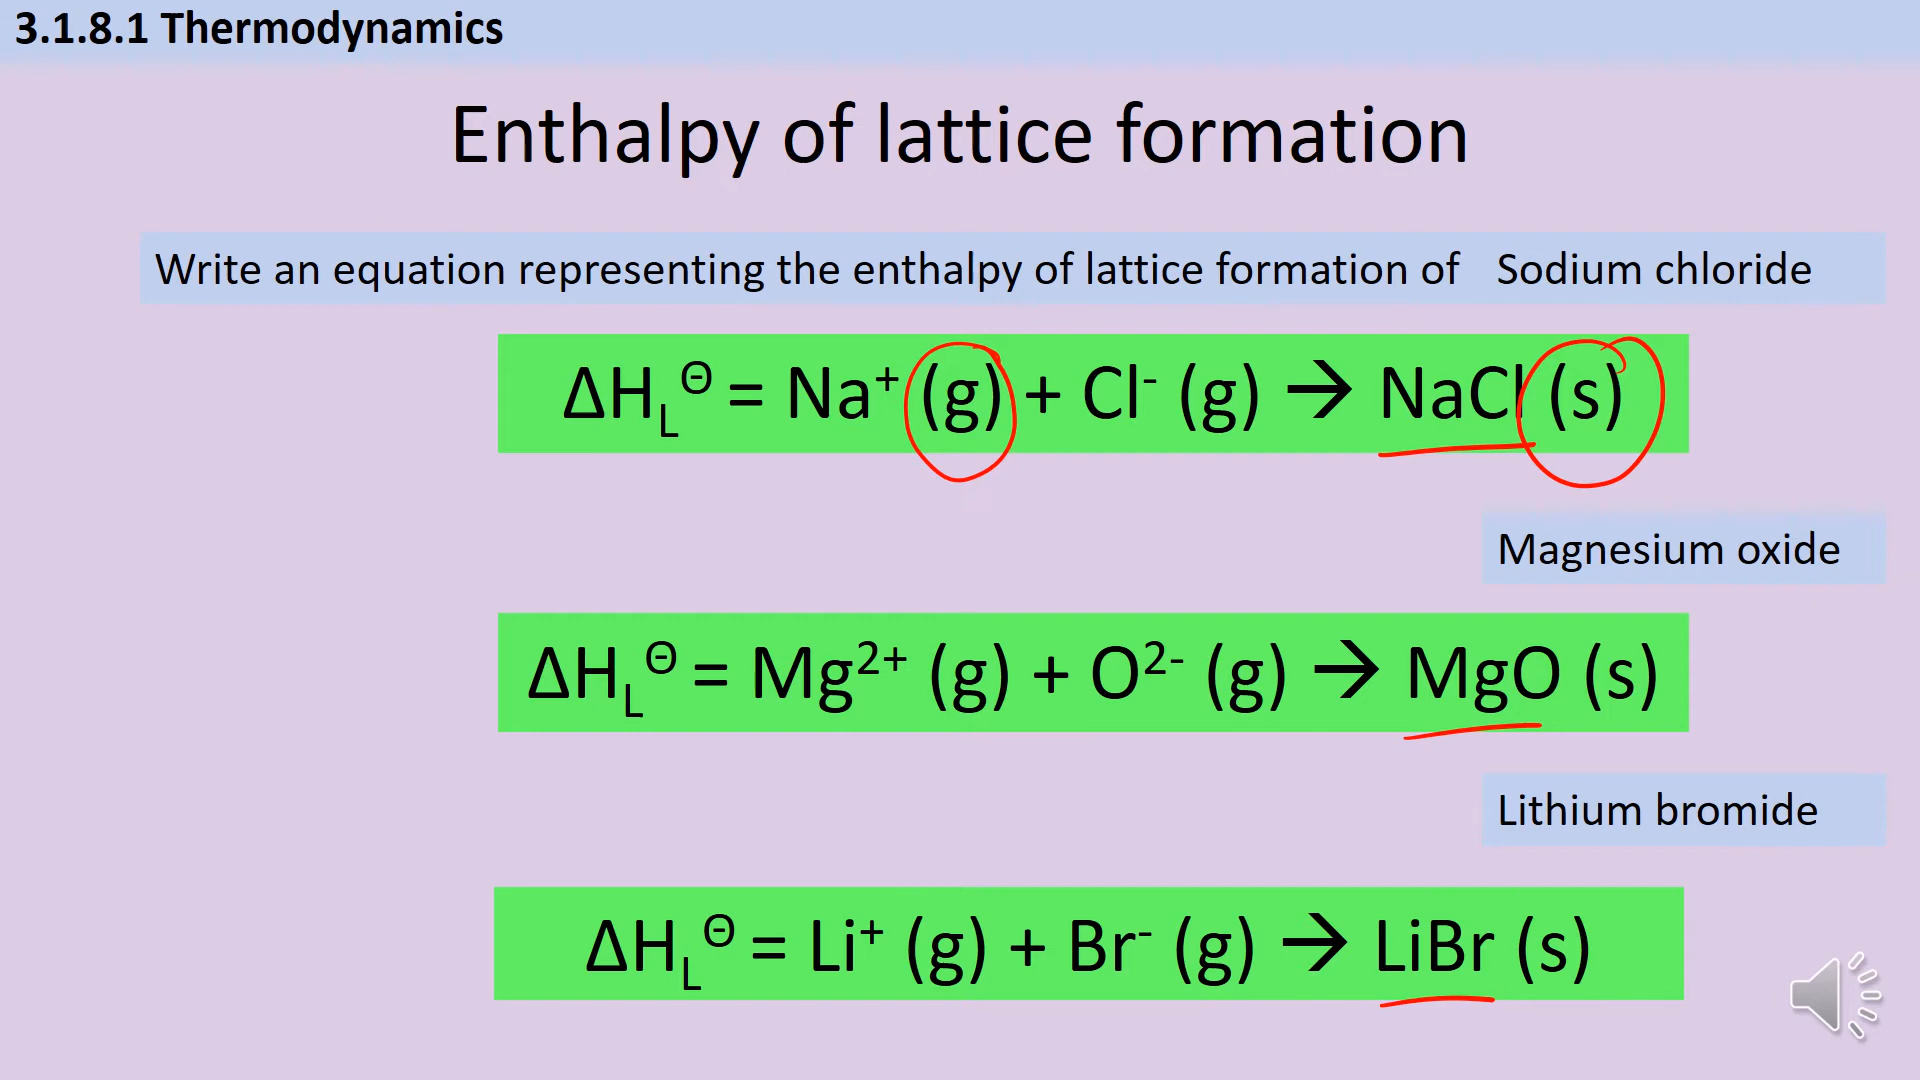 3.1.8.1 Thermodynamics
Enthalpy of lattice formation
Write an equation representing the enthalpy of lattice formation of Sodium chloride
ΔH_L^Θ = Na⁺ (g) + Cl⁻ (g) → NaCl (s)
Magnesium oxide
ΔH_L^Θ = Mg²⁺ (g) + O²⁻ (g) → MgO (s)
Lithium bromide
ΔH_L^Θ = Li⁺ (g) + Br⁻ (g) → LiBr (s)